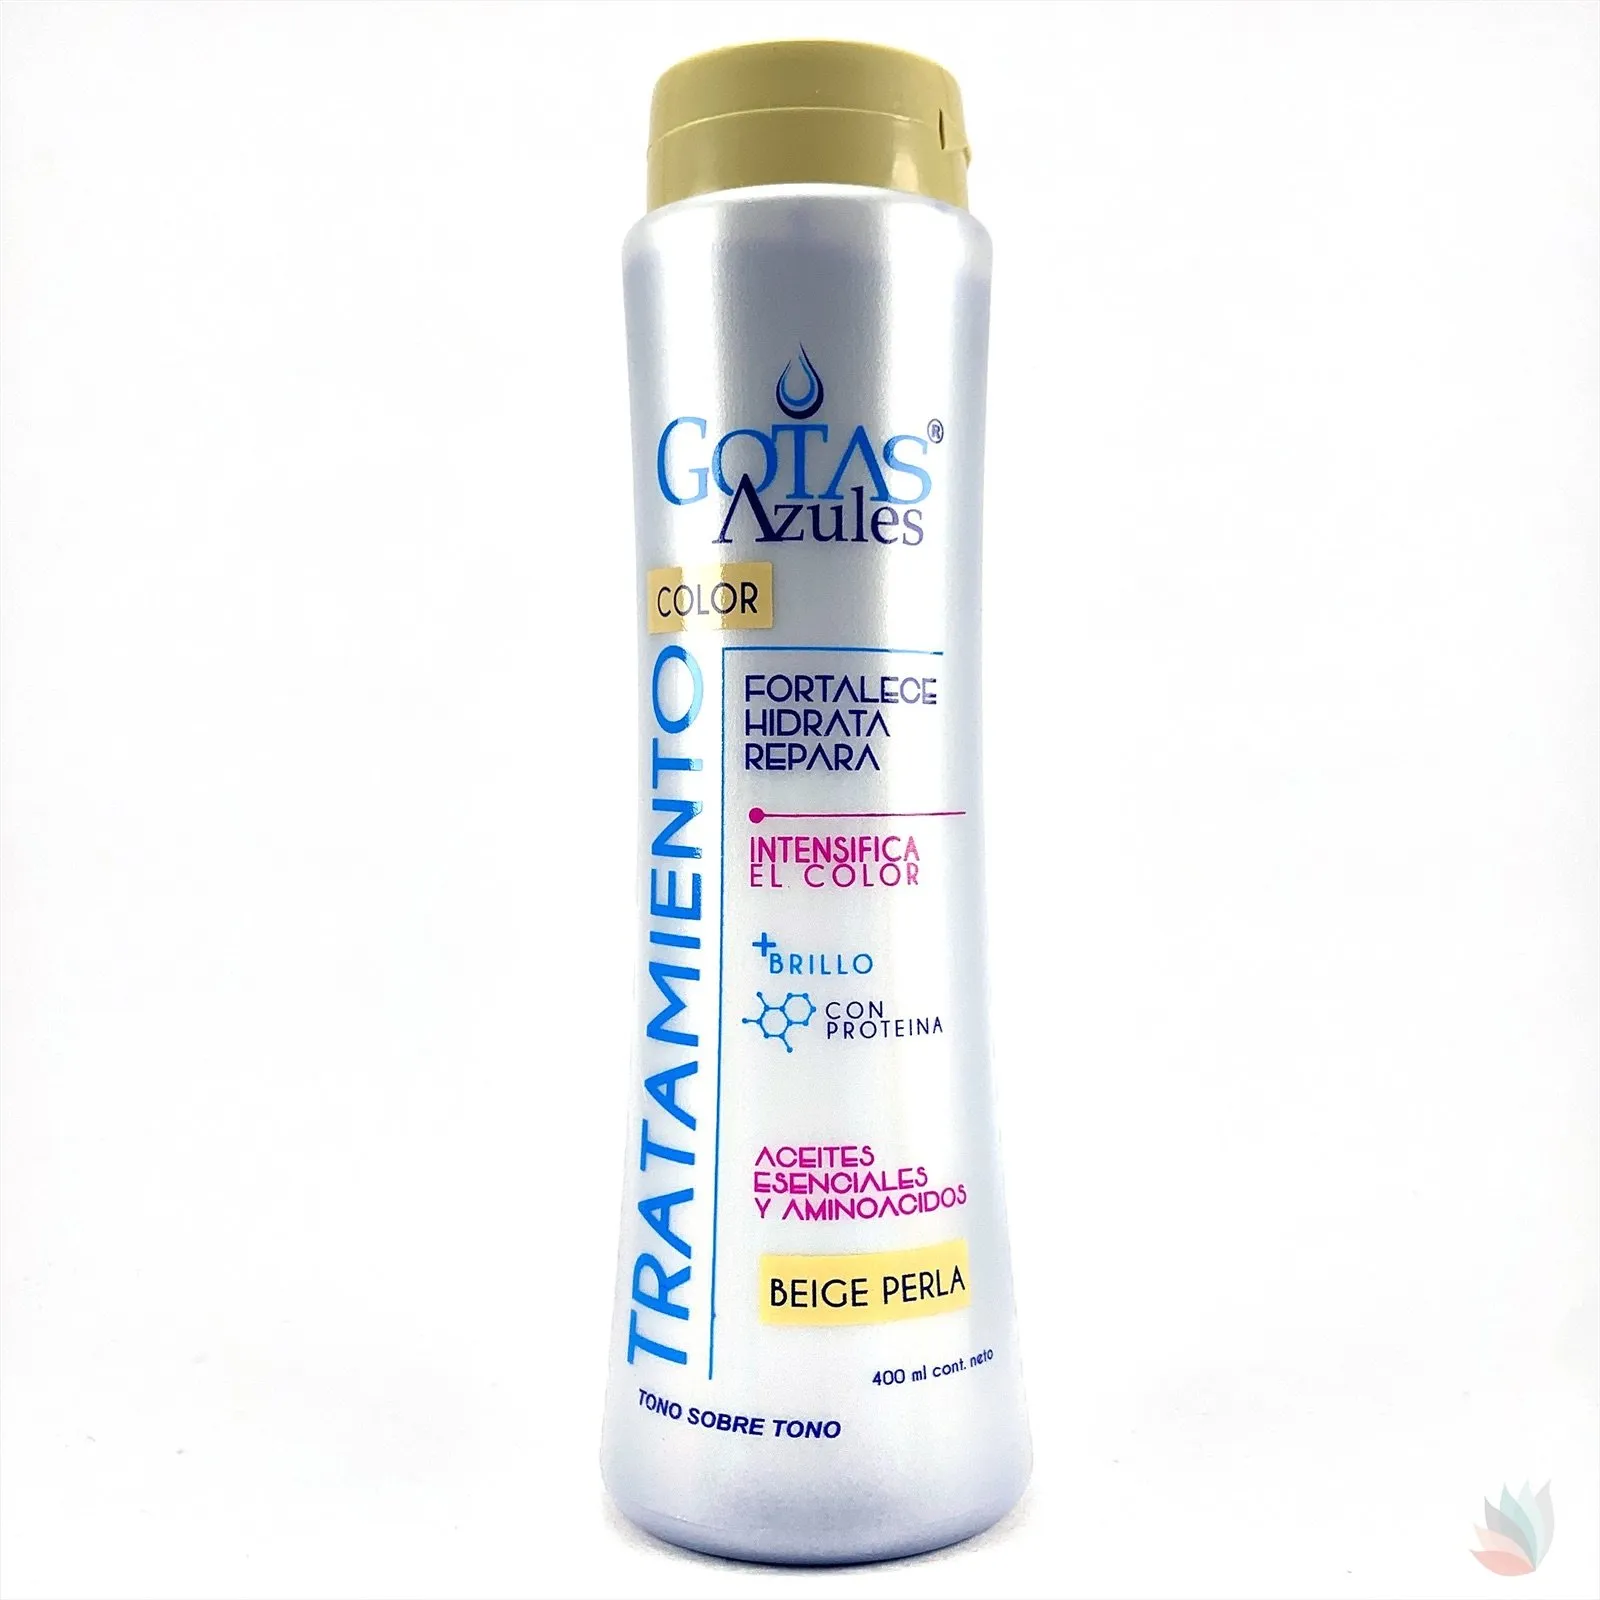 GOTAS®
Azules
COLOR
TRATAMIENTO
FORTALECE
HIDRATA
REPARA
INTENSIFICA
EL COLOR
+BRILLO
CON
PROTEINA
ACEITES
ESENCIALES
Y AMINOACIDOS
BEIGE PERLA
400 ml cont. neto
TONO SOBRE TONO